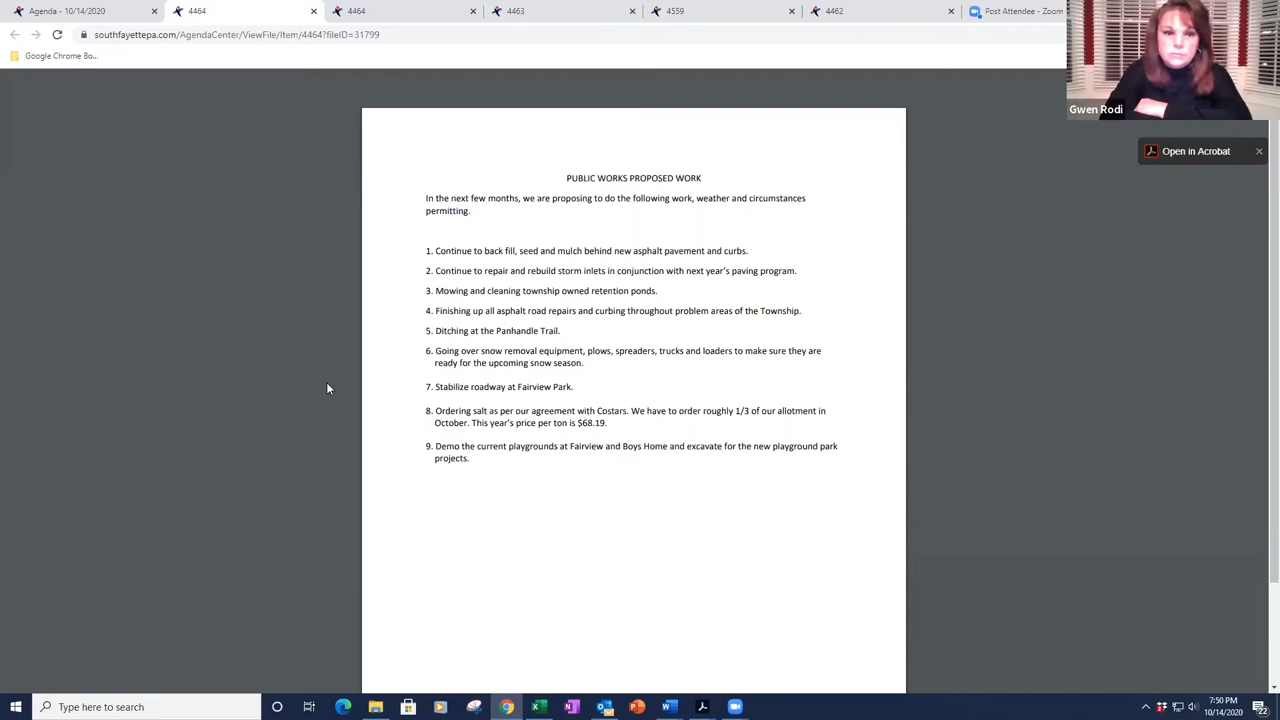 Agenda - 10/14/2020
4464
4464
4463
4559
4462
Post Attendee - Zoom
southfayettepa.com/AgendaCenter/ViewFile/Item/4464?fileID=31795
Google Chrome Bo...
Gwen Rodi
Open in Acrobat
PUBLIC WORKS PROPOSED WORK
In the next few months, we are proposing to do the following work, weather and circumstances
permitting.
1. Continue to back fill, seed and mulch behind new asphalt pavement and curbs.
2. Continue to repair and rebuild storm inlets in conjunction with next year's paving program.
3. Mowing and cleaning township owned retention ponds.
4. Finishing up all asphalt road repairs and curbing throughout problem areas of the Township.
5. Ditching at the Panhandle Trail.
6. Going over snow removal equipment, plows, spreaders, trucks and loaders to make sure they are
ready for the upcoming snow season.
7. Stabilize roadway at Fairview Park.
8. Ordering salt as per our agreement with Costars. We have to order roughly 1/3 of our allotment in
October. This year's price per ton is $68.19.
9. Demo the current playgrounds at Fairview and Boys Home and excavate for the new playground park
projects.
Type here to search
7:50 PM
10/14/2020
22